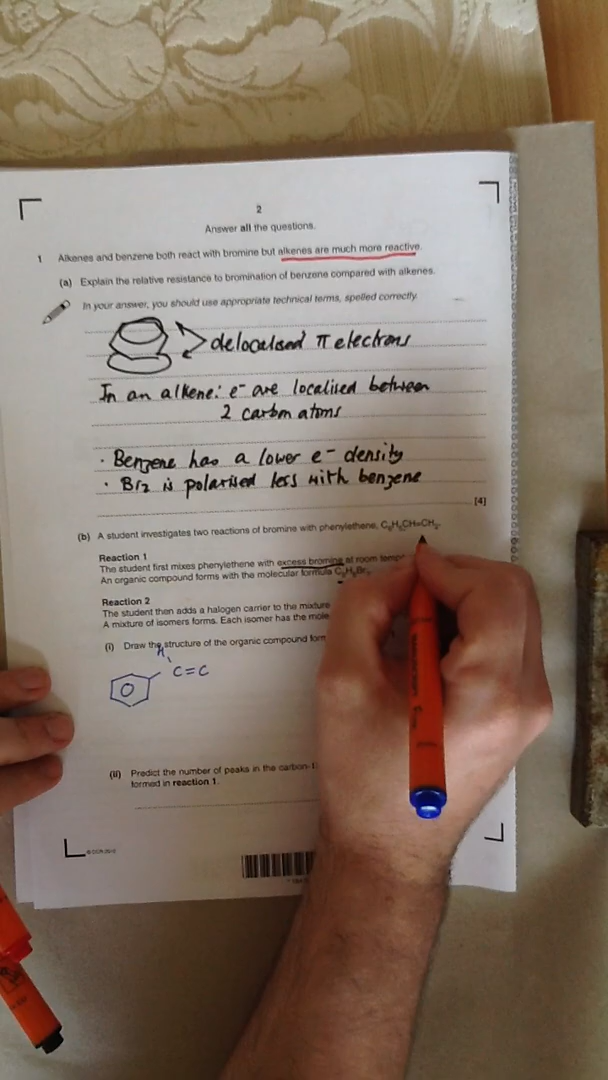 2
Answer all the questions.
1 Alkenes and benzene both react with bromine but alkenes are much more reactive.
(a) Explain the relative resistance to bromination of benzene compared with alkenes.
In your answer, you should use appropriate technical terms, spelled correctly.
delocalised π electrons
In an alkene: e⁻ are localised between
2 carbon atoms
· Benzene has a lower e⁻ density
· Br2 is polarised less with benzene
[4]
(b) A student investigates two reactions of bromine with phenylethene, C₆H₅CH=CH₂.
Reaction 1
The student first mixes phenylethene with excess bromine at room
An organic compound forms with the molecular formula C₈H₈Br₂
Reaction 2
The student then adds a halogen carrier to the mixture
A mixture of isomers forms. Each isomer has the
(i) Draw the structure of the organic compound
H
C=C
(ii) Predict the number of peaks in the
formed in reaction 1.